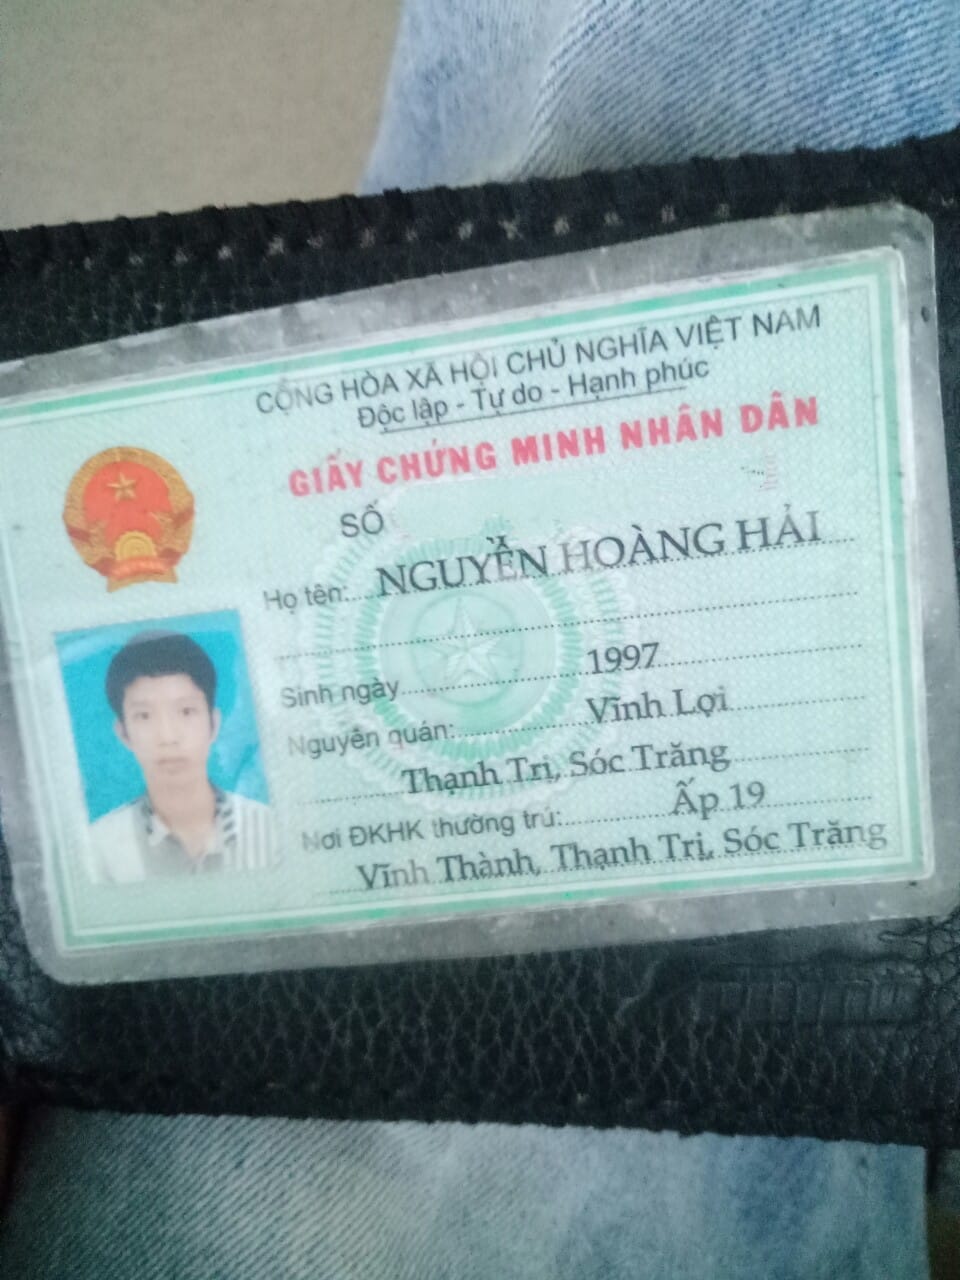 CỘNG HÒA XÃ HỘI CHỦ NGHĨA VIỆT NAM
Độc lập - Tự do - Hạnh phúc
GIẤY CHỨNG MINH NHÂN DÂN
SỐ
Họ tên: NGUYỄN HOÀNG HẢI
Sinh ngày 1997
Nguyên quán: Vĩnh Lợi
Thạnh Trị, Sóc Trăng
Nơi ĐKHK thường trú: Ấp 19
Vĩnh Thành, Thạnh Trị, Sóc Trăng